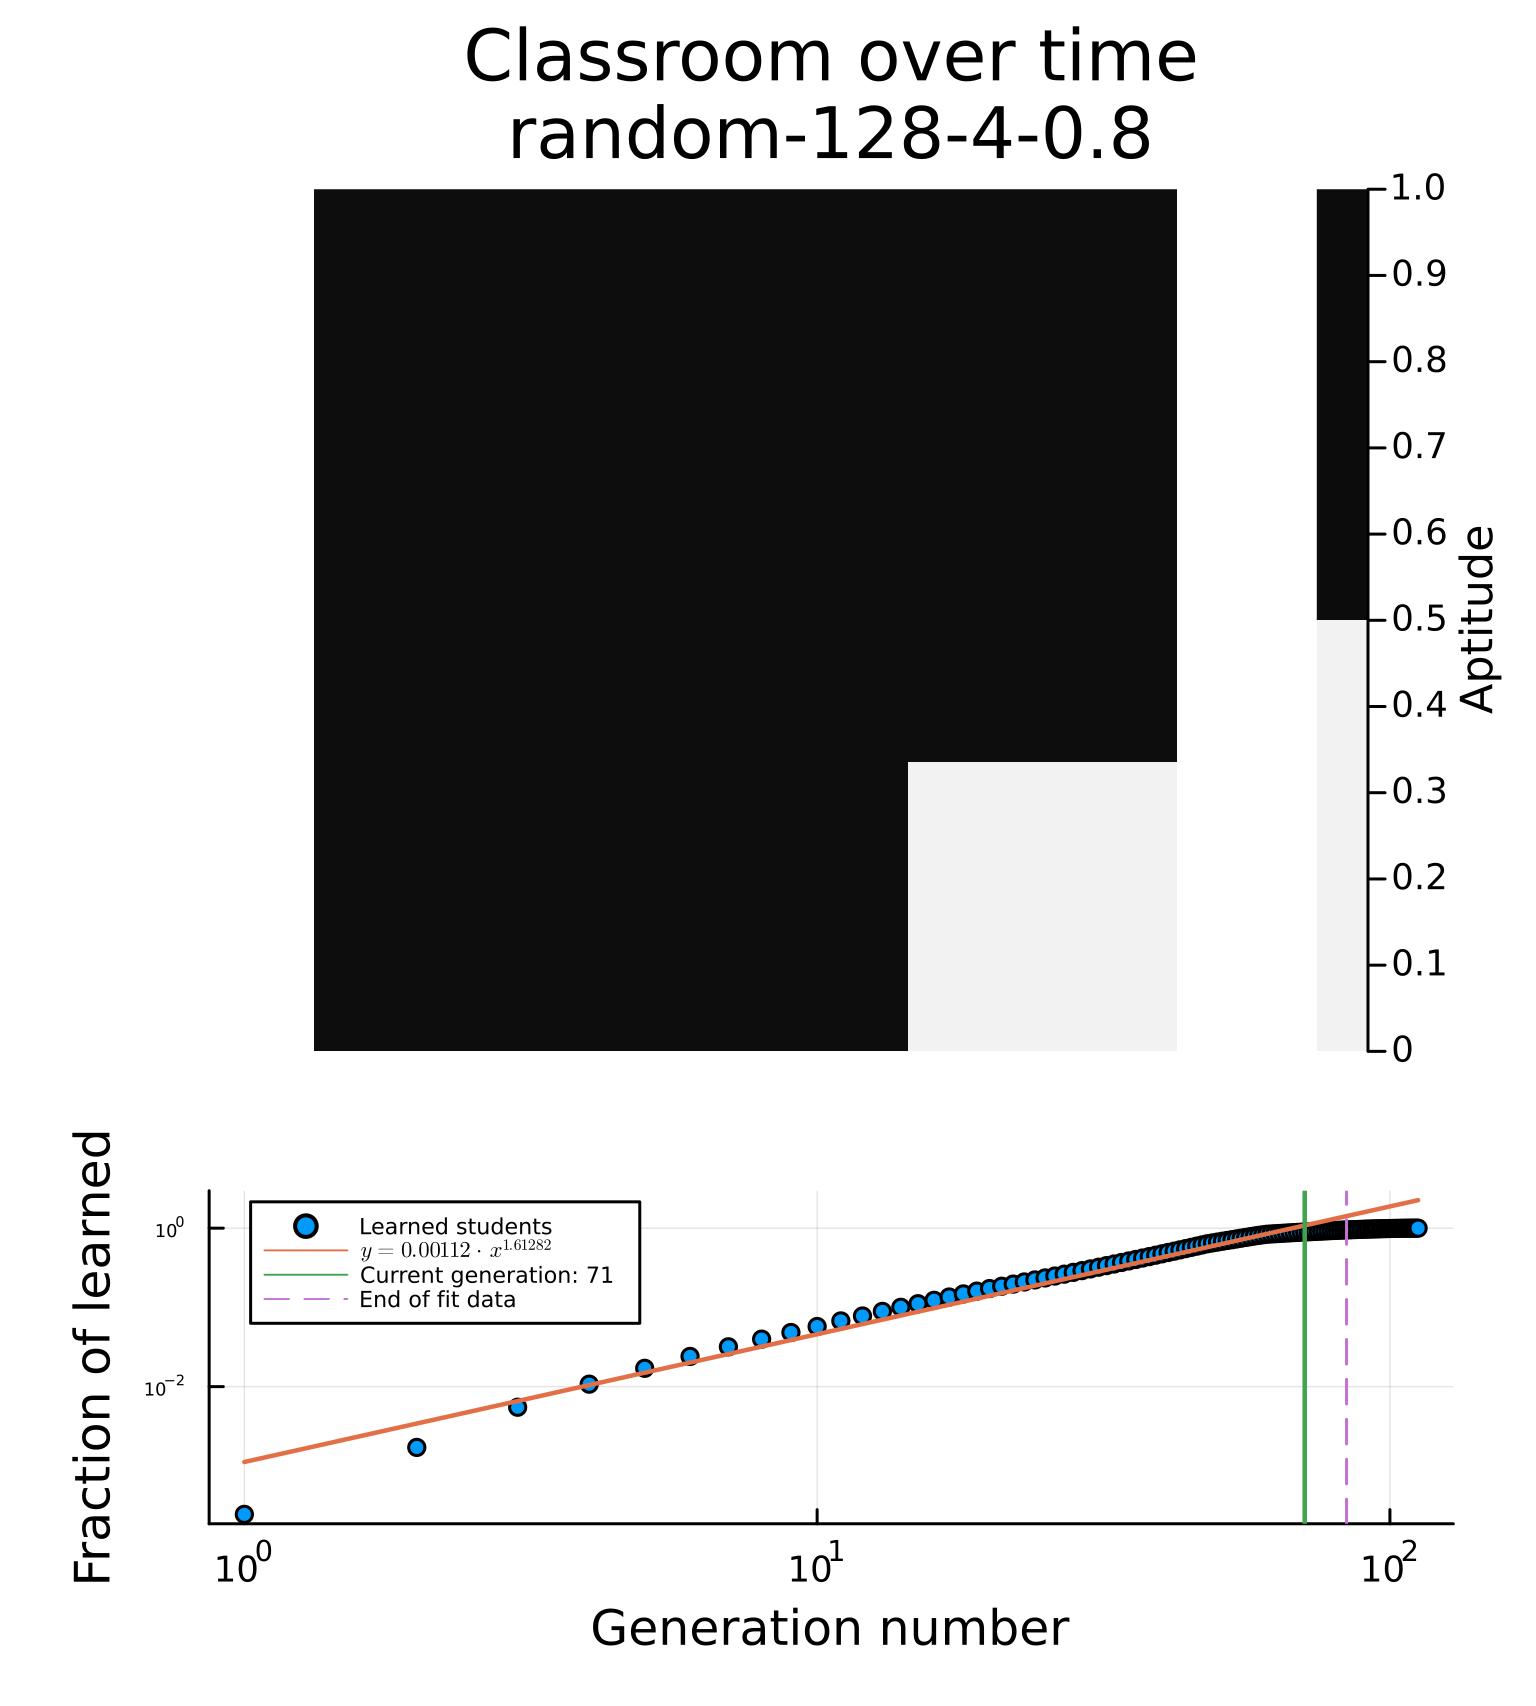 Classroom over time
random-128-4-0.8
1.0
0.9
0.8
0.7
0.6
0.5
0.4
0.3
0.2
0.1
0
Aptitude
Fraction of learned
10^0
10^-2
Learned students
y = 0.00112 · x^1.61282
Current generation: 71
End of fit data
10^0
10^1
10^2
Generation number